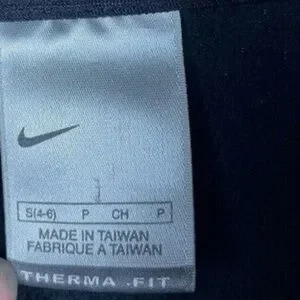 S(4-6) P CH P
MADE IN TAIWAN
FABRIQUE A TAIWAN
THERMA .FIT